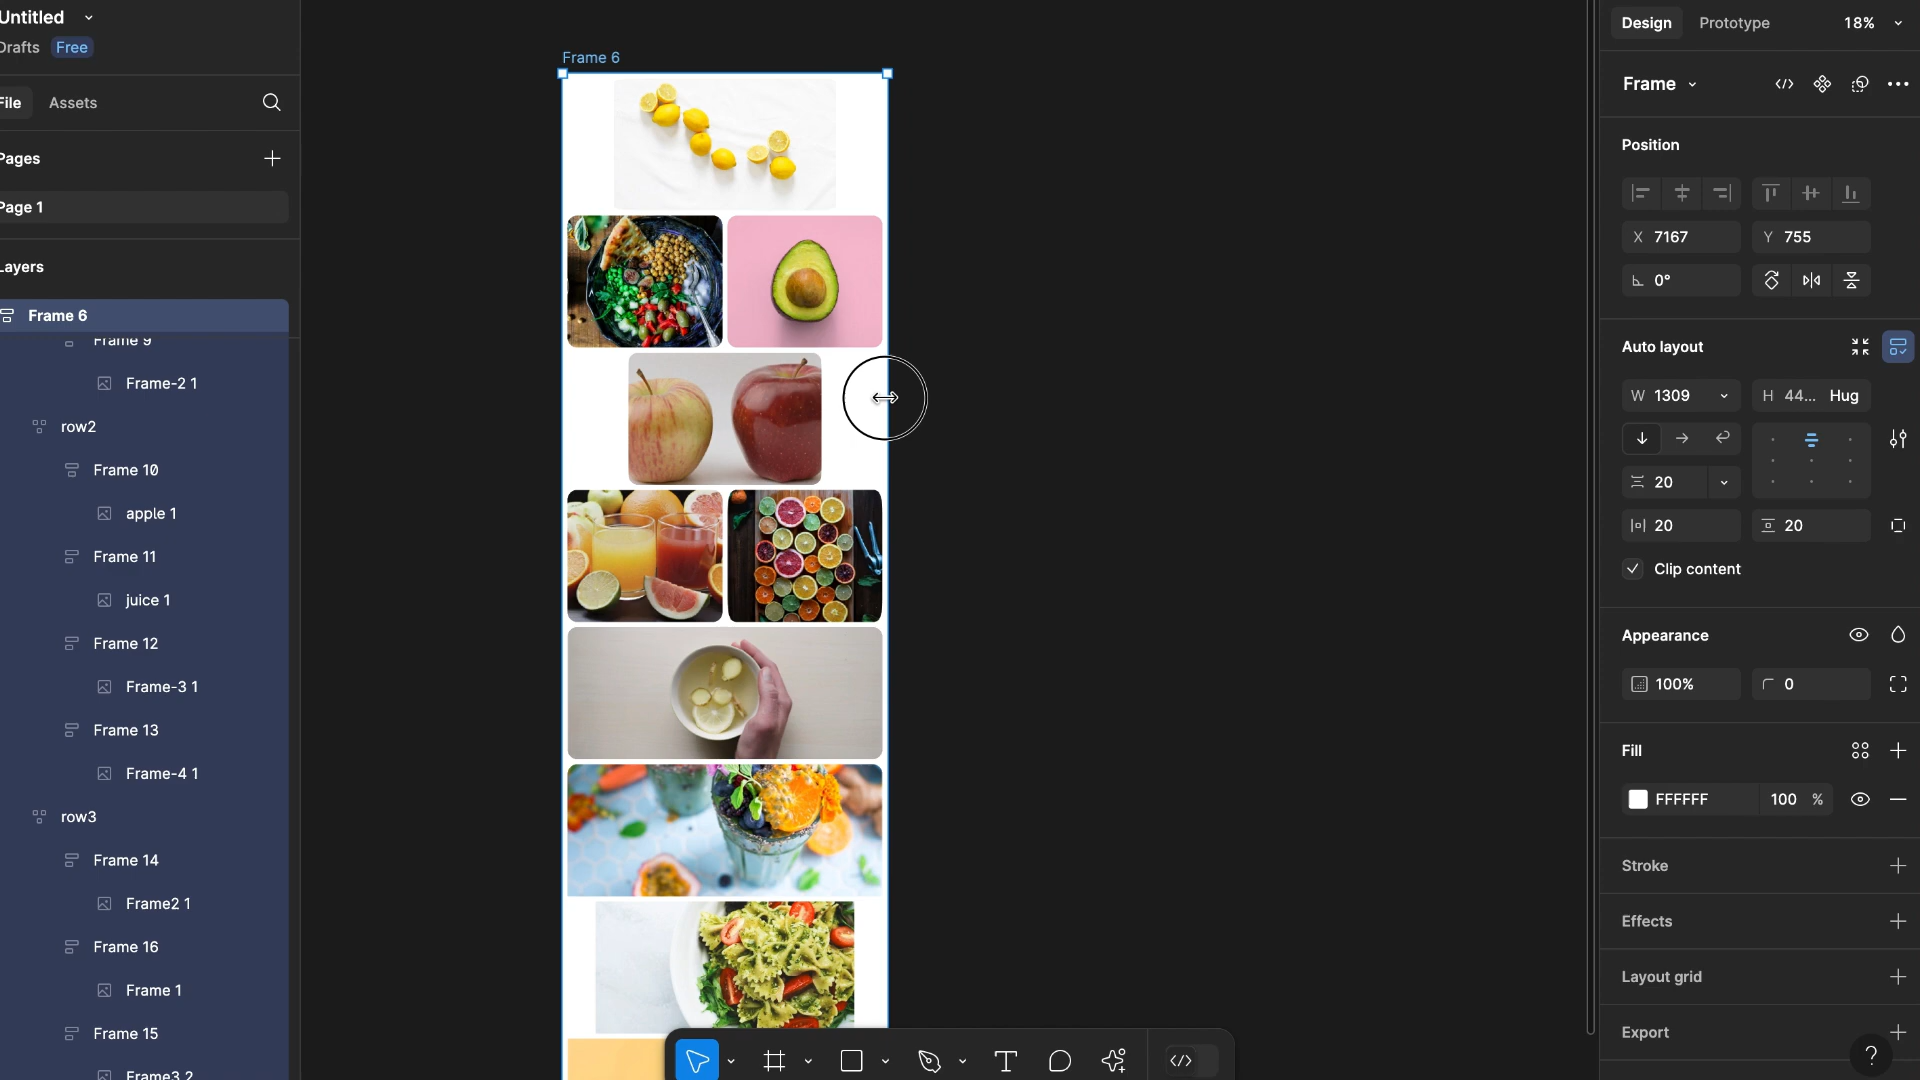 Untitled
Drafts Free
File Assets
Pages
Page 1
Layers
Frame 6
Frame 9
Frame-2 1
row2
Frame 10
apple 1
Frame 11
juice 1
Frame 12
Frame-3 1
Frame 13
Frame-4 1
row3
Frame 14
Frame2 1
Frame 16
Frame 1
Frame 15
Frame3 2
Frame 6
Design Prototype 18%
Frame
Position
X 7167 Y 755
0°
Auto layout
W 1309 H 44... Hug
20
20 20
Clip content
Appearance
100% 0
Fill
FFFFFF 100 %
Stroke
Effects
Layout grid
Export
?